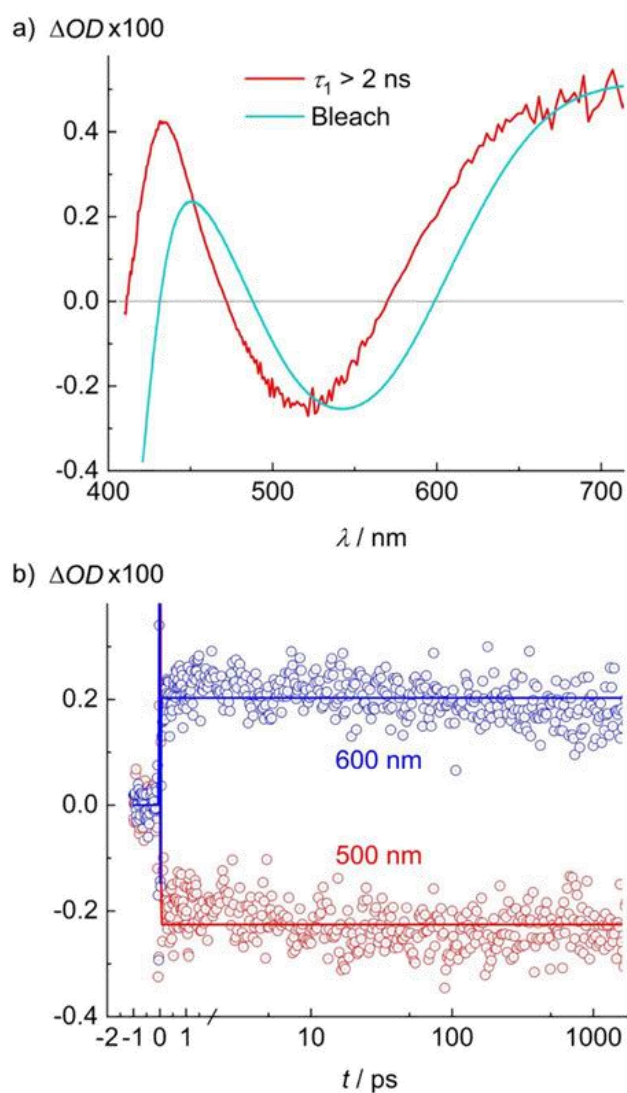 a) ΔOD x100
τ1 > 2 ns
Bleach
0.4
0.2
0.0
-0.2
-0.4
400 500 600 700
λ / nm
b) ΔOD x100
0.2
600 nm
0.0
500 nm
-0.2
-0.4
-2 -1 0 1 10 100 1000
t / ps